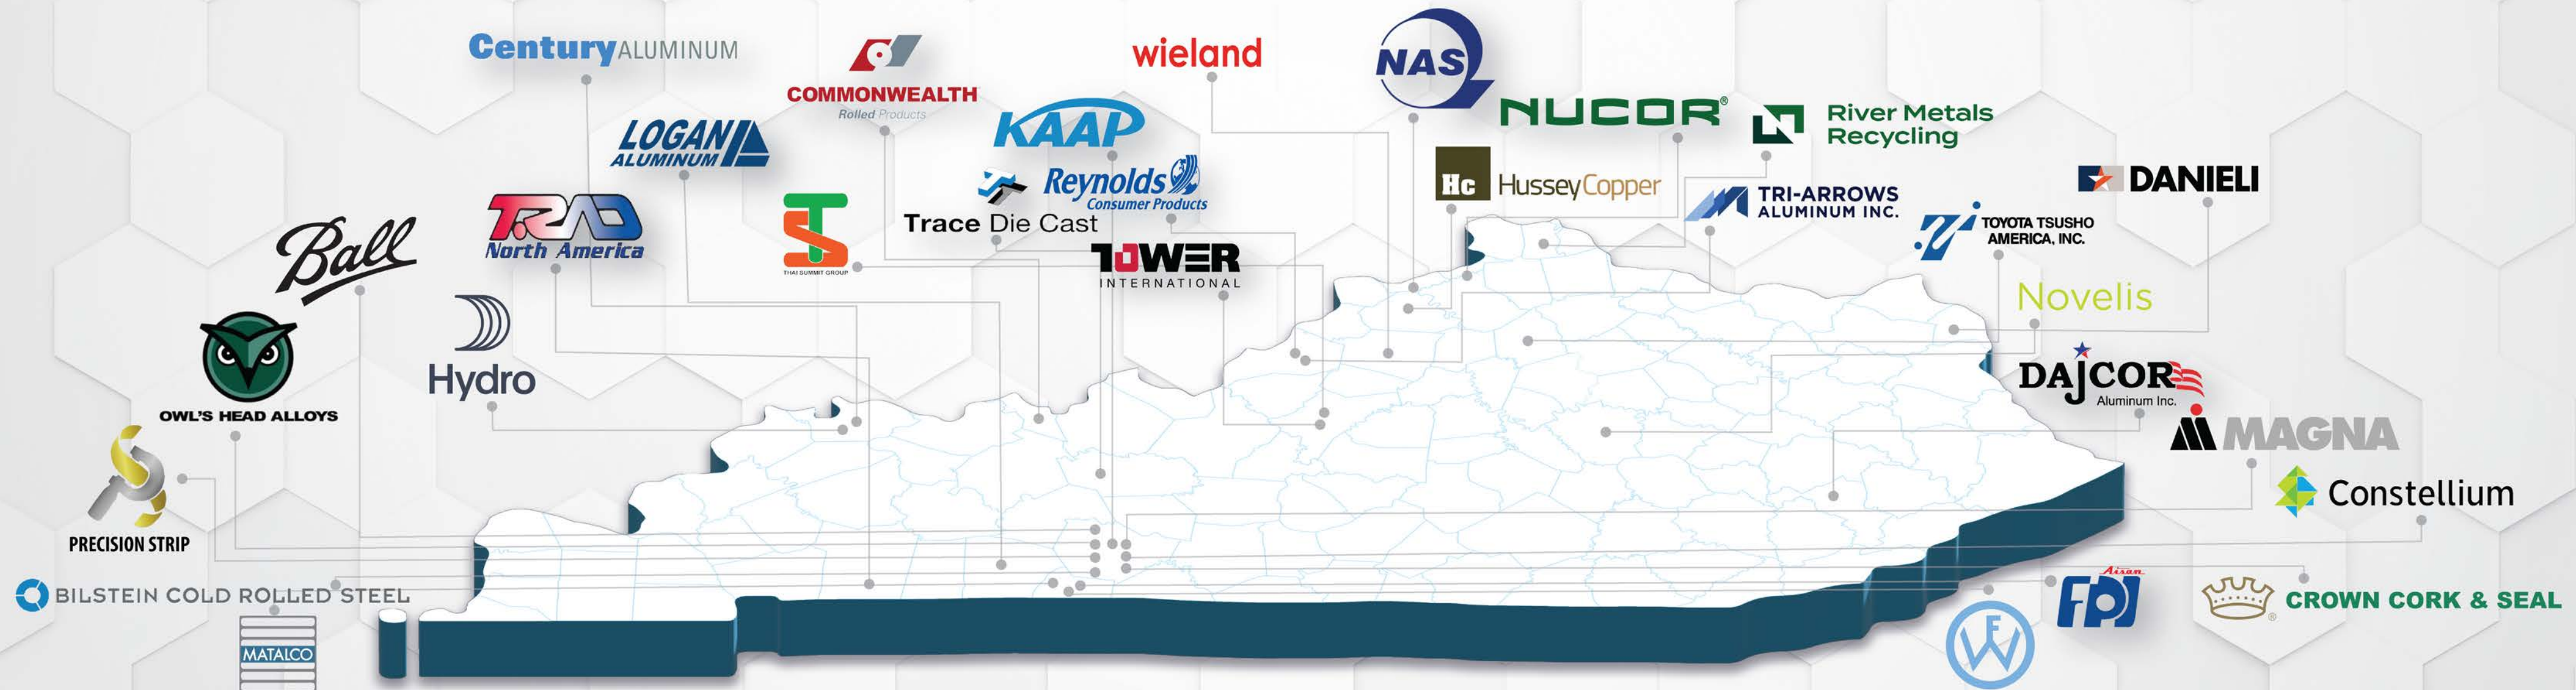 Century ALUMINUM
COMMONWEALTH
Rolled Products
wieland
NAS
NUCOR®
River Metals
Recycling
LOGAN
ALUMINUM
KAAP
Reynolds
Consumer Products
Hc HusseyCopper
TRI-ARROWS
ALUMINUM INC.
DANIELI
TRAD
North America
THAI SUMMIT GROUP
Trace Die Cast
TOWER
INTERNATIONAL
TOYOTA TSUSHO
AMERICA, INC.
Ball
Novelis
OWL'S HEAD ALLOYS
Hydro
DAJCOR
Aluminum Inc.
MAGNA
PRECISION STRIP
Constellium
BILSTEIN COLD ROLLED STEEL
MATALCO
FW
Aisan
FPJ
CROWN CORK & SEAL
®